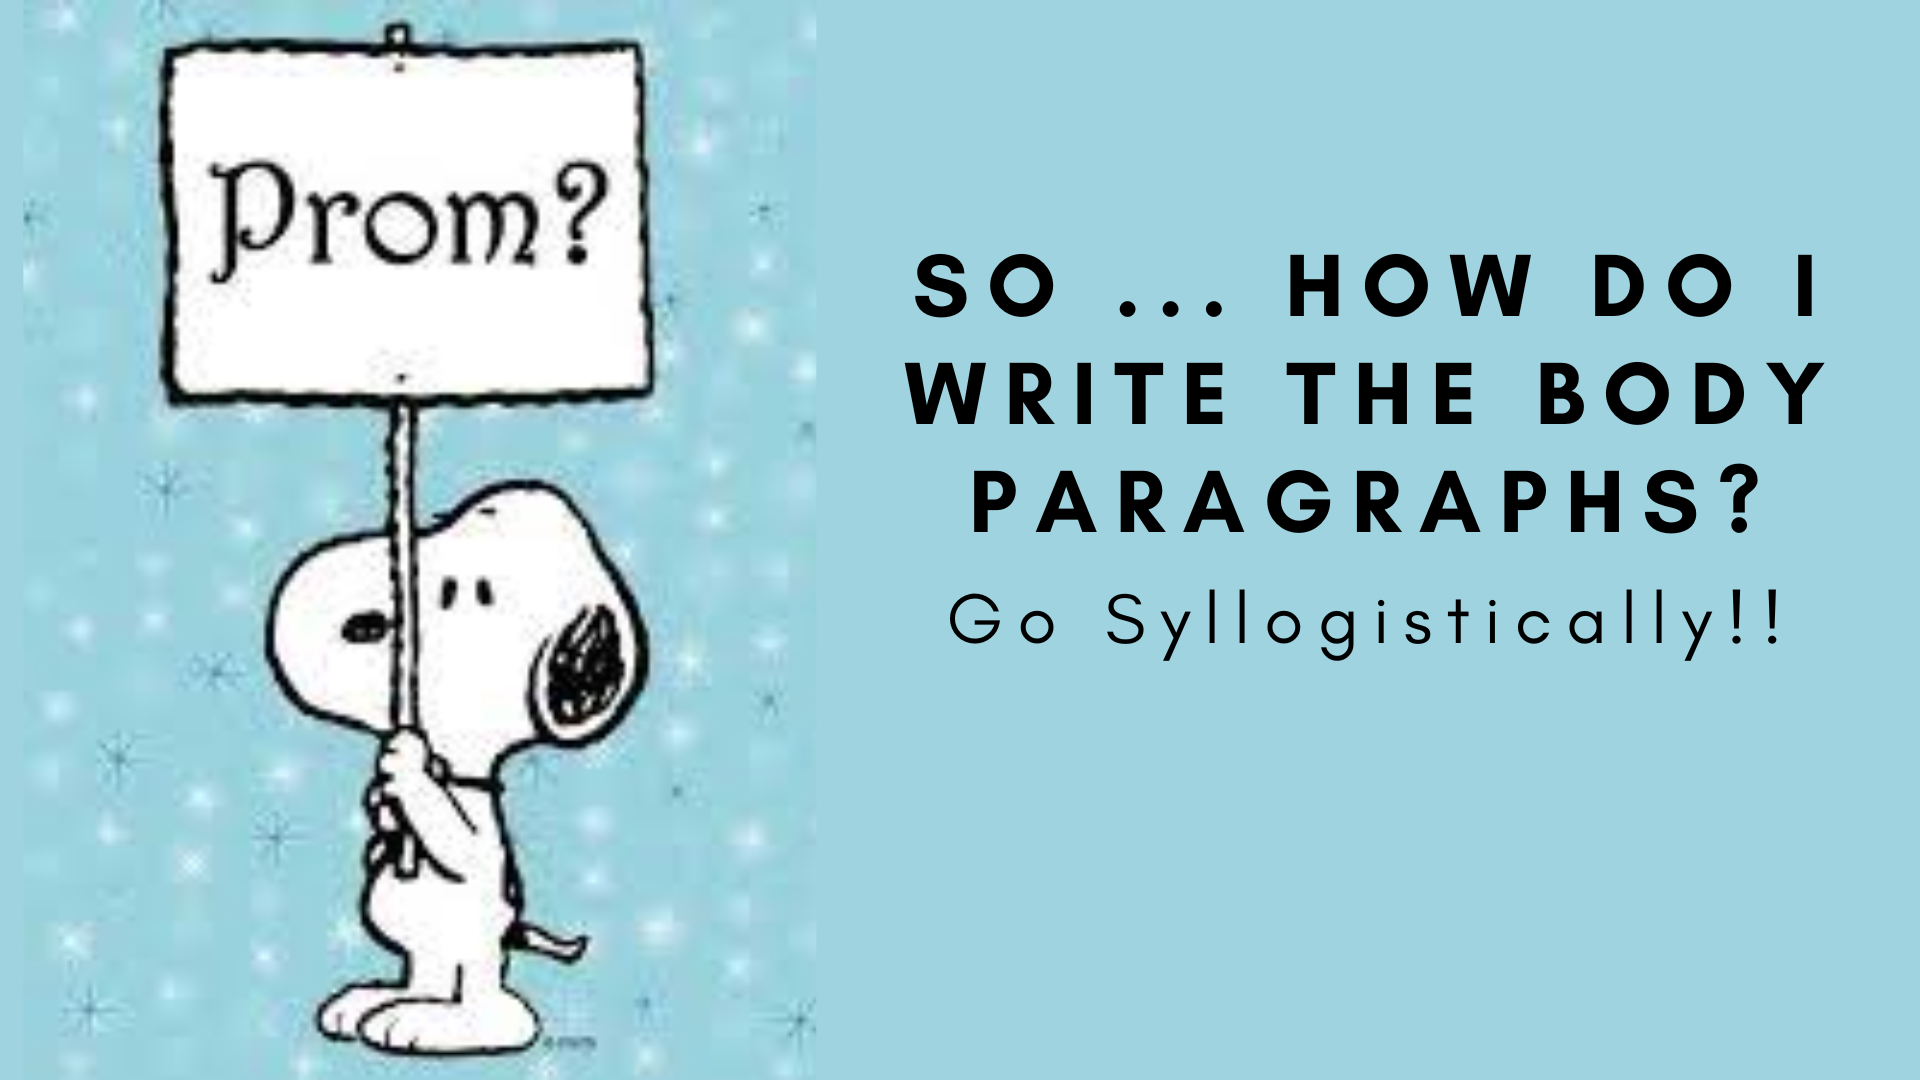 Prom?
SO ... HOW DO I
WRITE THE BODY
PARAGRAPHS?
Go Syllogistically!!